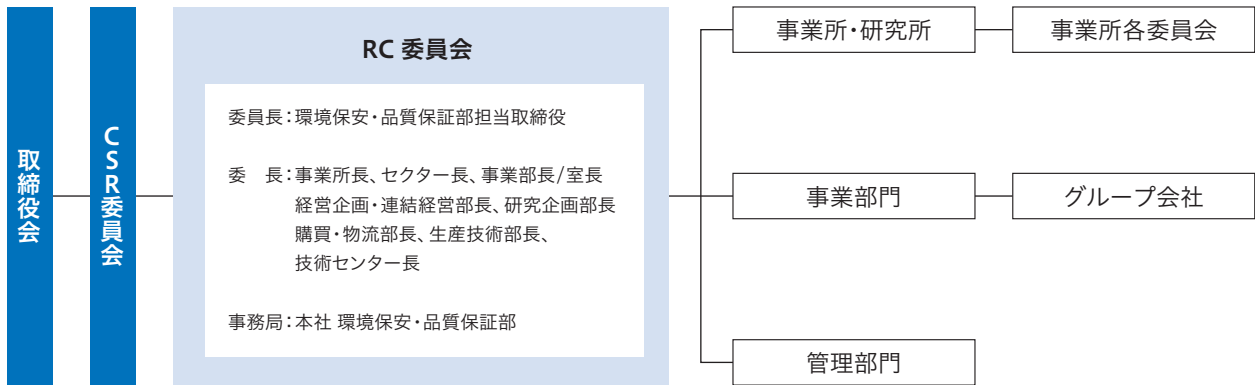 取締役会
CSR委員会
RC 委員会
委員長：環境保安・品質保証部担当取締役
委　長：事業所長、セクター長、事業部長/室長
経営企画・連結経営部長、研究企画部長
購買・物流部長、生産技術部長、
技術センター長
事務局：本社 環境保安・品質保証部
事業所・研究所
事業所各委員会
事業部門
グループ会社
管理部門